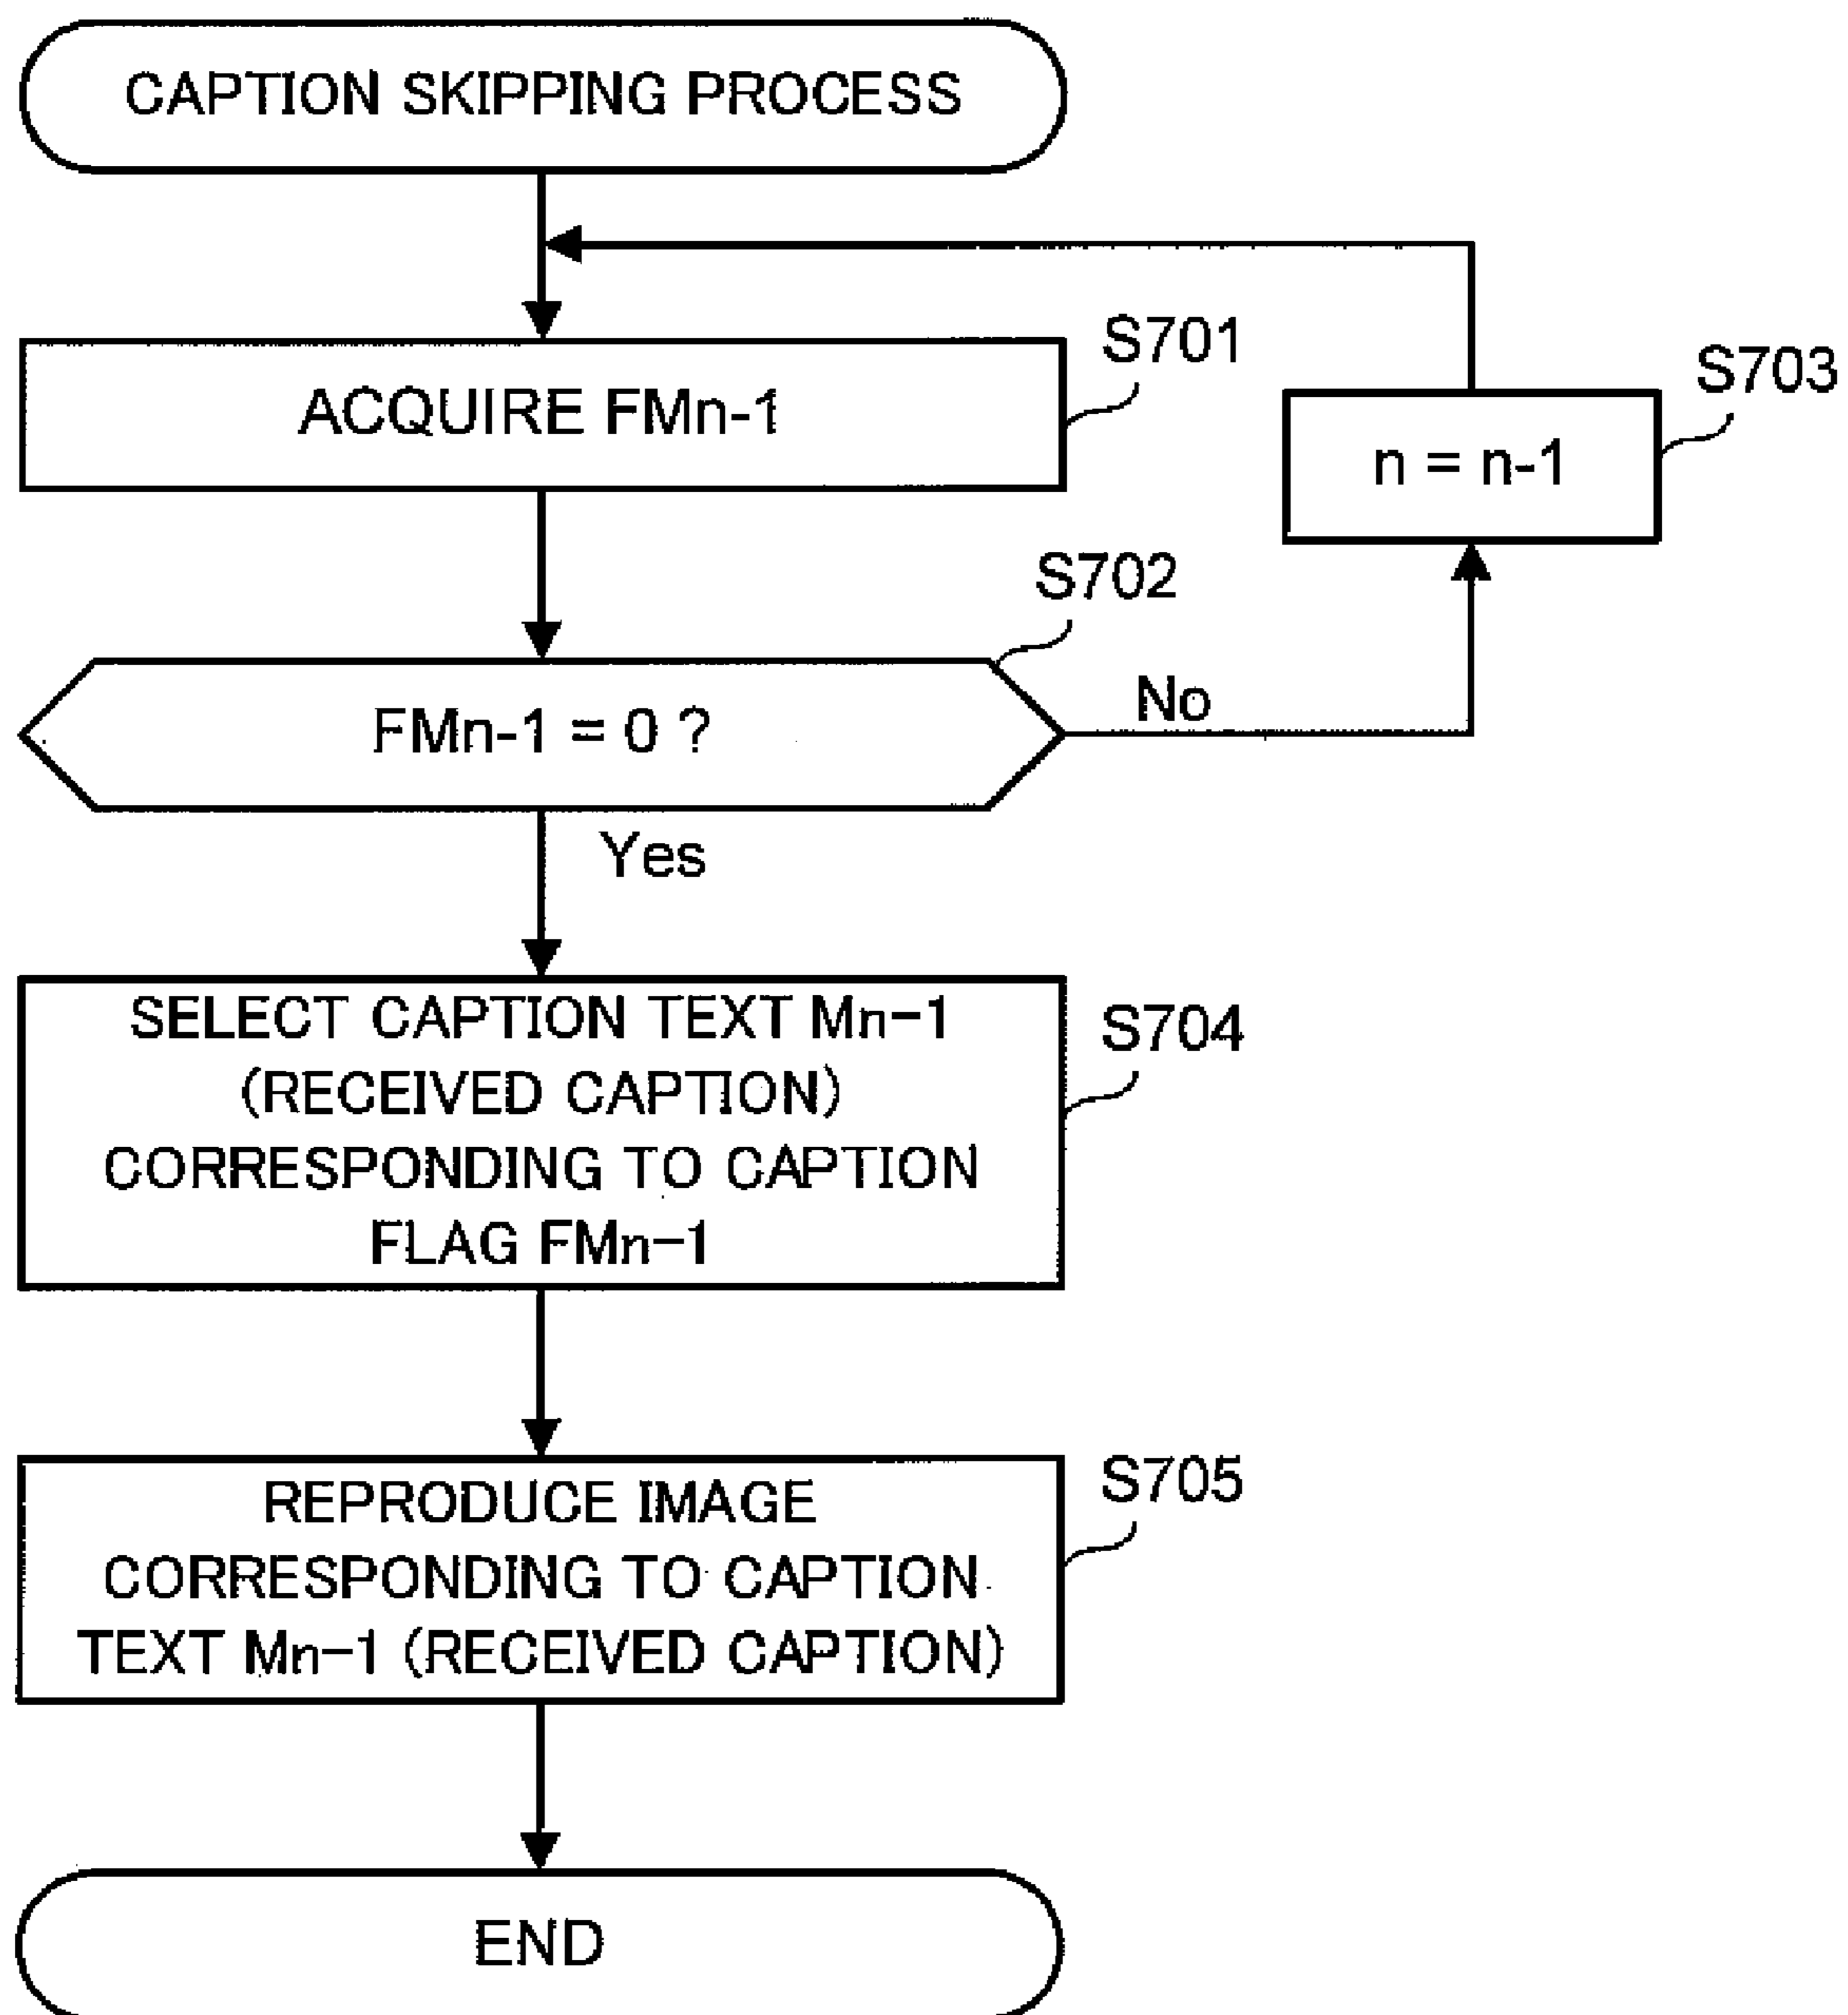 CAPTION SKIPPING PROCESS
S701
ACQUIRE FMn-1
S703
n = n-1
S702
FMn-1 = 0 ?
No
Yes
S704
SELECT CAPTION TEXT Mn-1
(RECEIVED CAPTION)
CORRESPONDING TO CAPTION
FLAG FMn-1
S705
REPRODUCE IMAGE
CORRESPONDING TO CAPTION
TEXT Mn-1 (RECEIVED CAPTION)
END